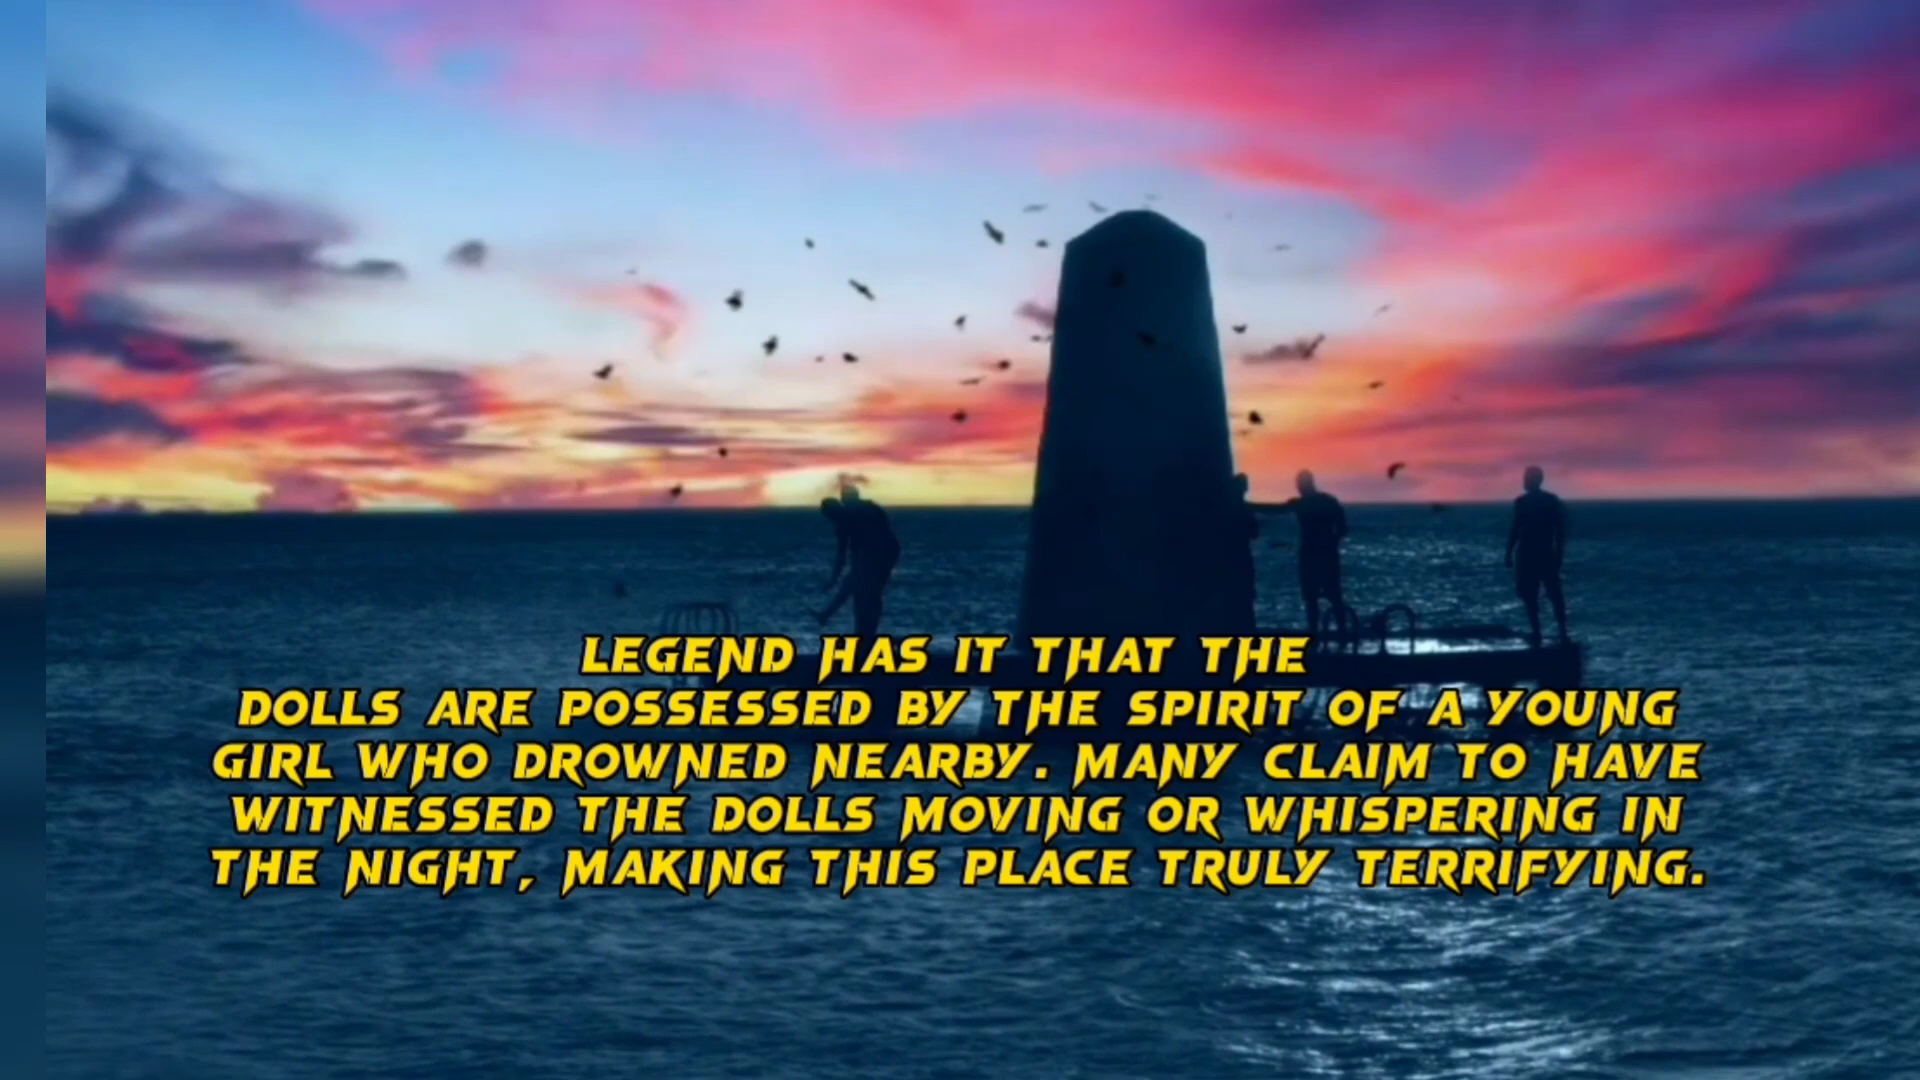 LEGEND HAS IT THAT THE
DOLLS ARE POSSESSED BY THE SPIRIT OF A YOUNG
GIRL WHO DROWNED NEARBY. MANY CLAIM TO HAVE
WITNESSED THE DOLLS MOVING OR WHISPERING IN
THE NIGHT, MAKING THIS PLACE TRULY TERRIFYING.